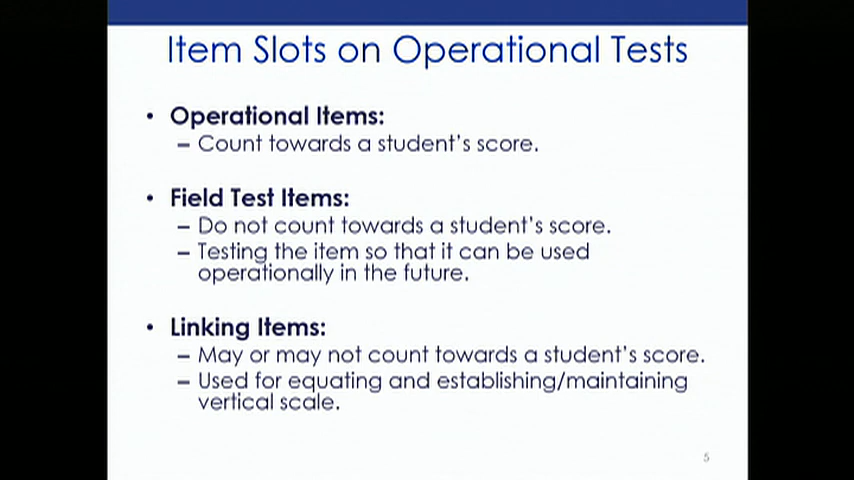 Item Slots on Operational Tests
• Operational Items:
– Count towards a student's score.
• Field Test Items:
– Do not count towards a student's score.
– Testing the item so that it can be used
operationally in the future.
• Linking Items:
– May or may not count towards a student's score.
– Used for equating and establishing/maintaining
vertical scale.
5